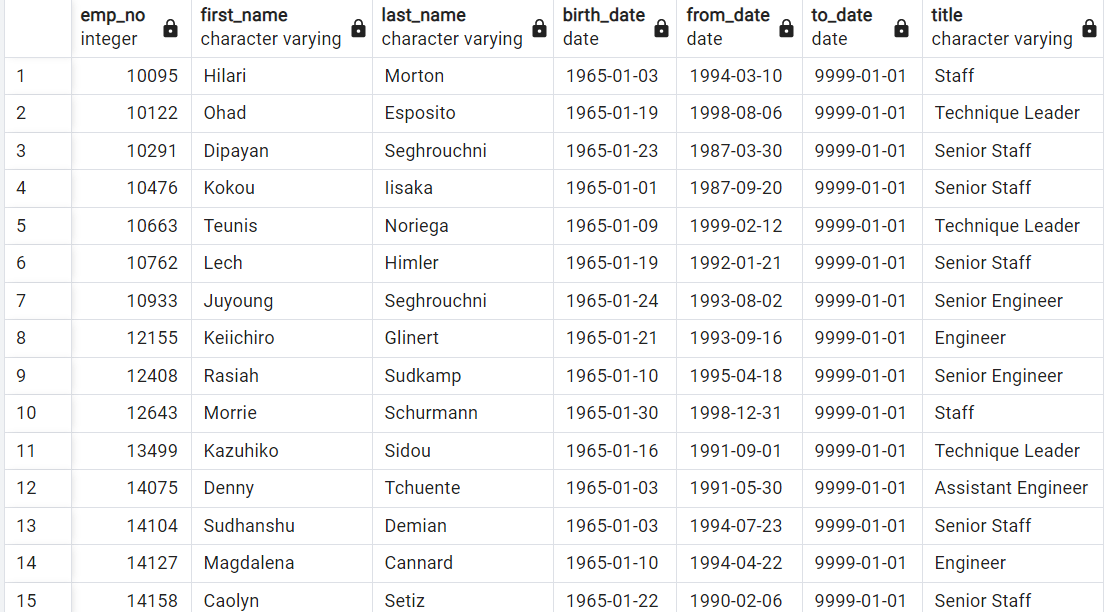 emp_no first_name last_name birth_date from_date to_date title
integer character varying character varying date date date character varying
1 10095 Hilari Morton 1965-01-03 1994-03-10 9999-01-01 Staff
2 10122 Ohad Esposito 1965-01-19 1998-08-06 9999-01-01 Technique Leader
3 10291 Dipayan Seghrouchni 1965-01-23 1987-03-30 9999-01-01 Senior Staff
4 10476 Kokou Iisaka 1965-01-01 1987-09-20 9999-01-01 Senior Staff
5 10663 Teunis Noriega 1965-01-09 1999-02-12 9999-01-01 Technique Leader
6 10762 Lech Himler 1965-01-19 1992-01-21 9999-01-01 Senior Staff
7 10933 Juyoung Seghrouchni 1965-01-24 1993-08-02 9999-01-01 Senior Engineer
8 12155 Keiichiro Glinert 1965-01-21 1993-09-16 9999-01-01 Engineer
9 12408 Rasiah Sudkamp 1965-01-10 1995-04-18 9999-01-01 Senior Engineer
10 12643 Morrie Schurmann 1965-01-30 1998-12-31 9999-01-01 Staff
11 13499 Kazuhiko Sidou 1965-01-16 1991-09-01 9999-01-01 Technique Leader
12 14075 Denny Tchuente 1965-01-03 1991-05-30 9999-01-01 Assistant Engineer
13 14104 Sudhanshu Demian 1965-01-03 1994-07-23 9999-01-01 Senior Staff
14 14127 Magdalena Cannard 1965-01-10 1994-04-22 9999-01-01 Engineer
15 14158 Caolyn Setiz 1965-01-22 1990-02-06 9999-01-01 Senior Staff